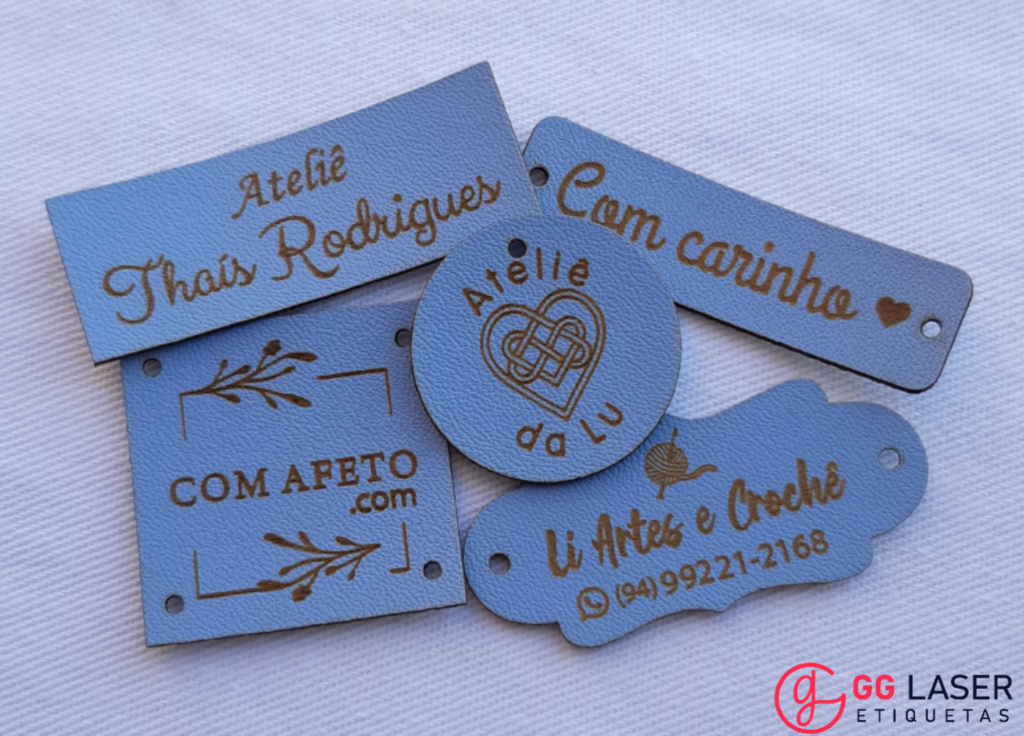 Ateliê
Thaís Rodrigues
Com carinho
Ateliê
da Lu
COM AFETO
.com
Li Artes e Crochê
(94) 99221-2168
GG LASER
ETIQUETAS